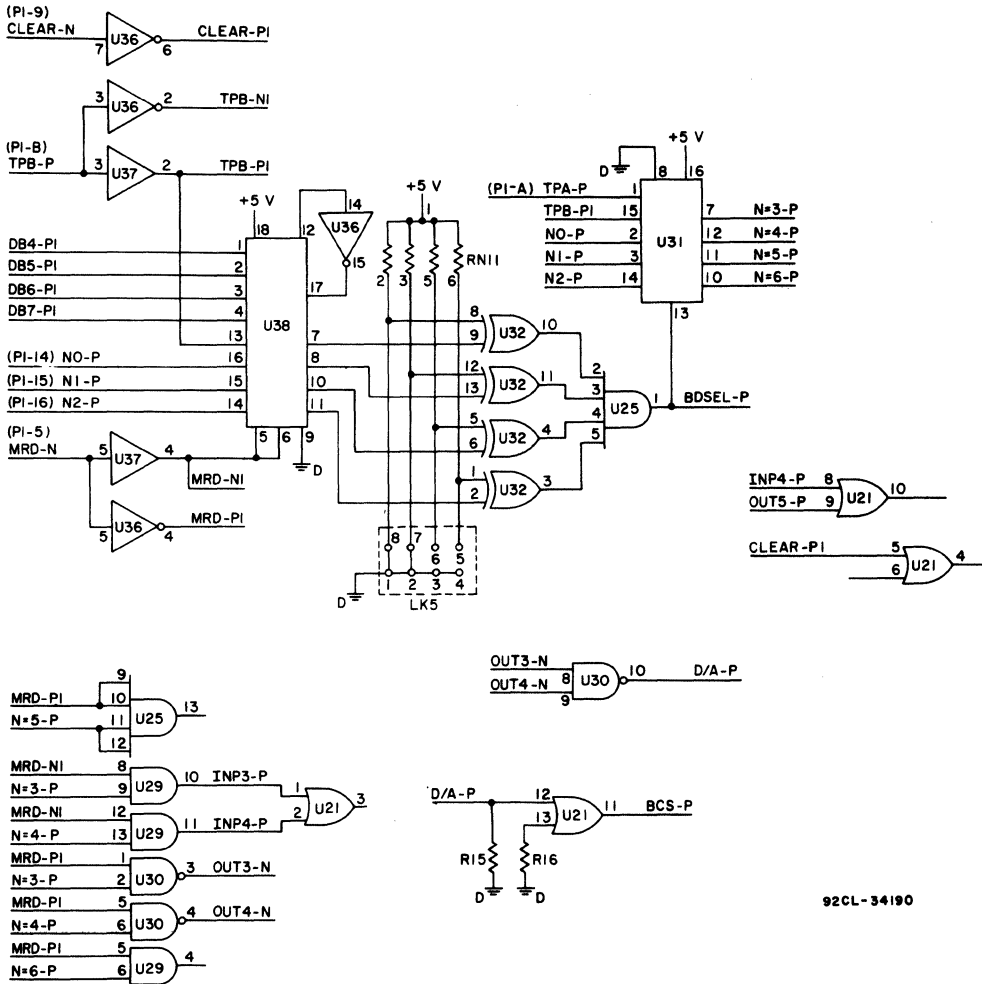 (P1-9)
CLEAR-N
7
U36
6
CLEAR-P1
3
U36
2
TPB-N1
(P1-B)
TPB-P
3
U37
2
TPB-P1
+5 V
18
12
14
U36
15
17
DB4-P1
1
DB5-P1
2
DB6-P1
3
DB7-P1
4
13
U38
7
(P1-14) N0-P
16
8
(P1-15) N1-P
15
10
(P1-16) N2-P
14
11
5
6
9
D
(P1-5)
MRD-N
5
U37
4
MRD-N1
5
U36
4
MRD-P1
+5 V
1
RN11
2
3
5
6
8
9
U32
10
12
13
U32
11
5
6
U32
4
1
2
U32
3
2
3
4
5
U25
1
BDSEL-P
8
7
6
5
1
2
3
4
D
LK5
+5 V
D
8
16
(P1-A) TPA-P
1
TPB-P1
15
N0-P
2
N1-P
3
N2-P
14
U31
7
N=3-P
12
N=4-P
11
N=5-P
10
N=6-P
13
INP4-P
8
OUT5-P
9
U21
10
CLEAR-P1
5
6
U21
4
OUT3-N
8
OUT4-N
9
U30
10
D/A-P
9
MRD-P1
10
N=5-P
11
12
U25
13
MRD-N1
8
N=3-P
9
U29
10
INP3-P
MRD-N1
12
N=4-P
13
U29
11
INP4-P
1
2
U21
3
MRD-P1
1
N=3-P
2
U30
3
OUT3-N
MRD-P1
5
N=4-P
6
U30
4
OUT4-N
MRD-P1
5
N=6-P
6
U29
4
D/A-P
12
13
U21
11
BCS-P
R15
R16
D
D
92CL-34190